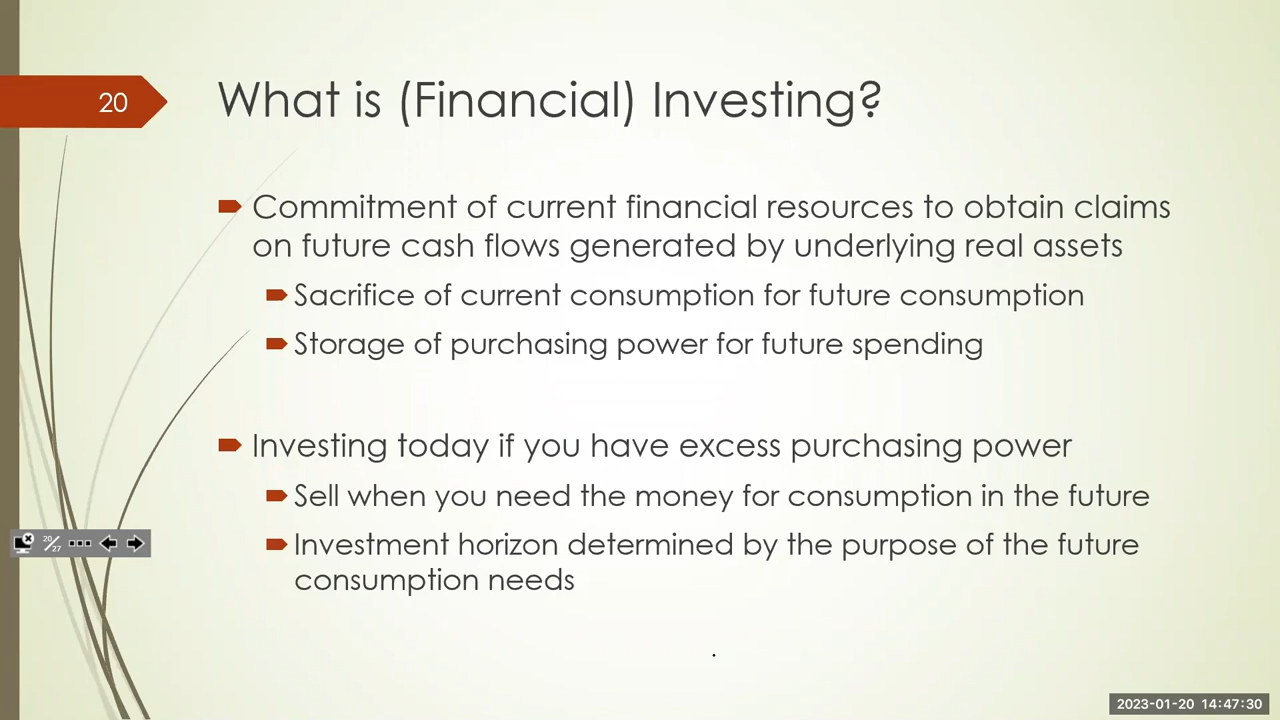 20
What is (Financial) Investing?
Commitment of current financial resources to obtain claims
on future cash flows generated by underlying real assets
Sacrifice of current consumption for future consumption
Storage of purchasing power for future spending
Investing today if you have excess purchasing power
Sell when you need the money for consumption in the future
20/27
Investment horizon determined by the purpose of the future
consumption needs
.
2023-01-20 14:47:30